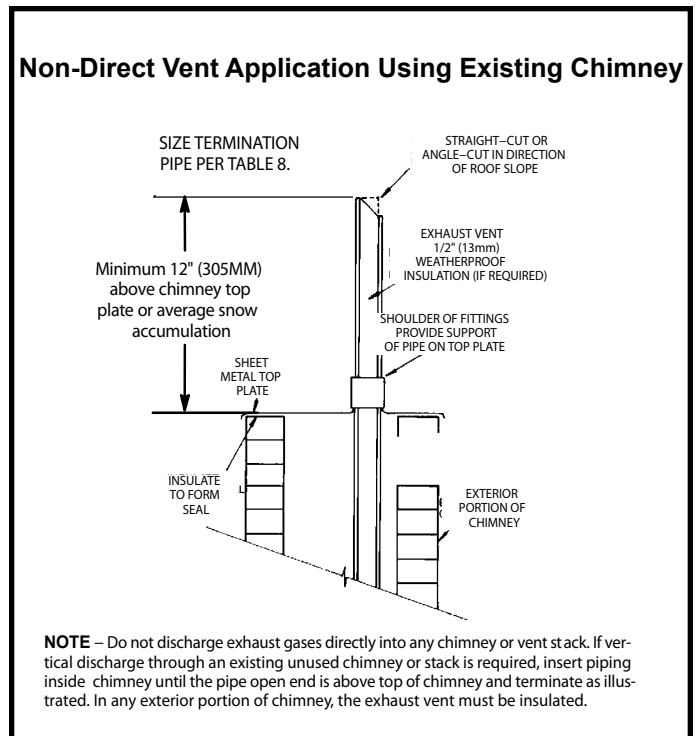 Non-Direct Vent Application Using Existing Chimney
SIZE TERMINATION
PIPE PER TABLE 8.
STRAIGHT–CUT OR
ANGLE–CUT IN DIRECTION
OF ROOF SLOPE
EXHAUST VENT
1/2" (13mm)
WEATHERPROOF
INSULATION (IF REQUIRED)
Minimum 12" (305MM)
above chimney top
plate or average snow
accumulation
SHOULDER OF FITTINGS
PROVIDE SUPPORT
OF PIPE ON TOP PLATE
SHEET
METAL TOP
PLATE
INSULATE
TO FORM
SEAL
EXTERIOR
PORTION OF
CHIMNEY
NOTE – Do not discharge exhaust gases directly into any chimney or vent stack. If ver-
tical discharge through an existing unused chimney or stack is required, insert piping
inside chimney until the pipe open end is above top of chimney and terminate as illus-
trated. In any exterior portion of chimney, the exhaust vent must be insulated.